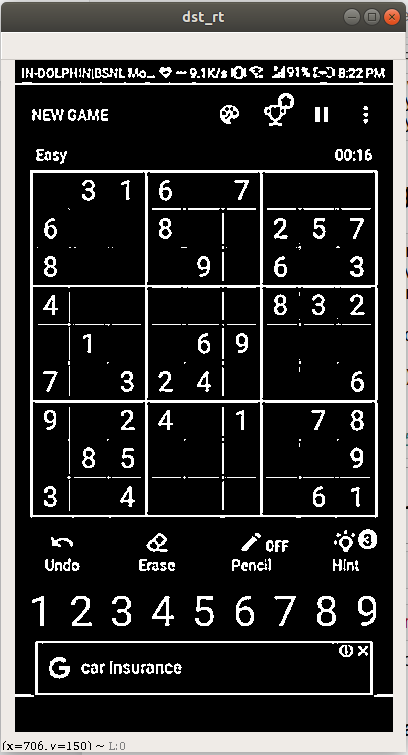 dst_rt
IN-DOLPHIN|BSNL Mo... 9.1K/s 91% 8:22 PM
NEW GAME
Easy 00:16
3 1 6 7
6 8 2 5 7
8 9 6 3
4 8 3 2
1 6 9
7 3 2 4 6
9 2 4 1 7 8
8 5 9
3 4 6 1
OFF 3
Undo Erase Pencil Hint
1 2 3 4 5 6 7 8 9
G car insurance
(x=706, y=150) ~ L:0